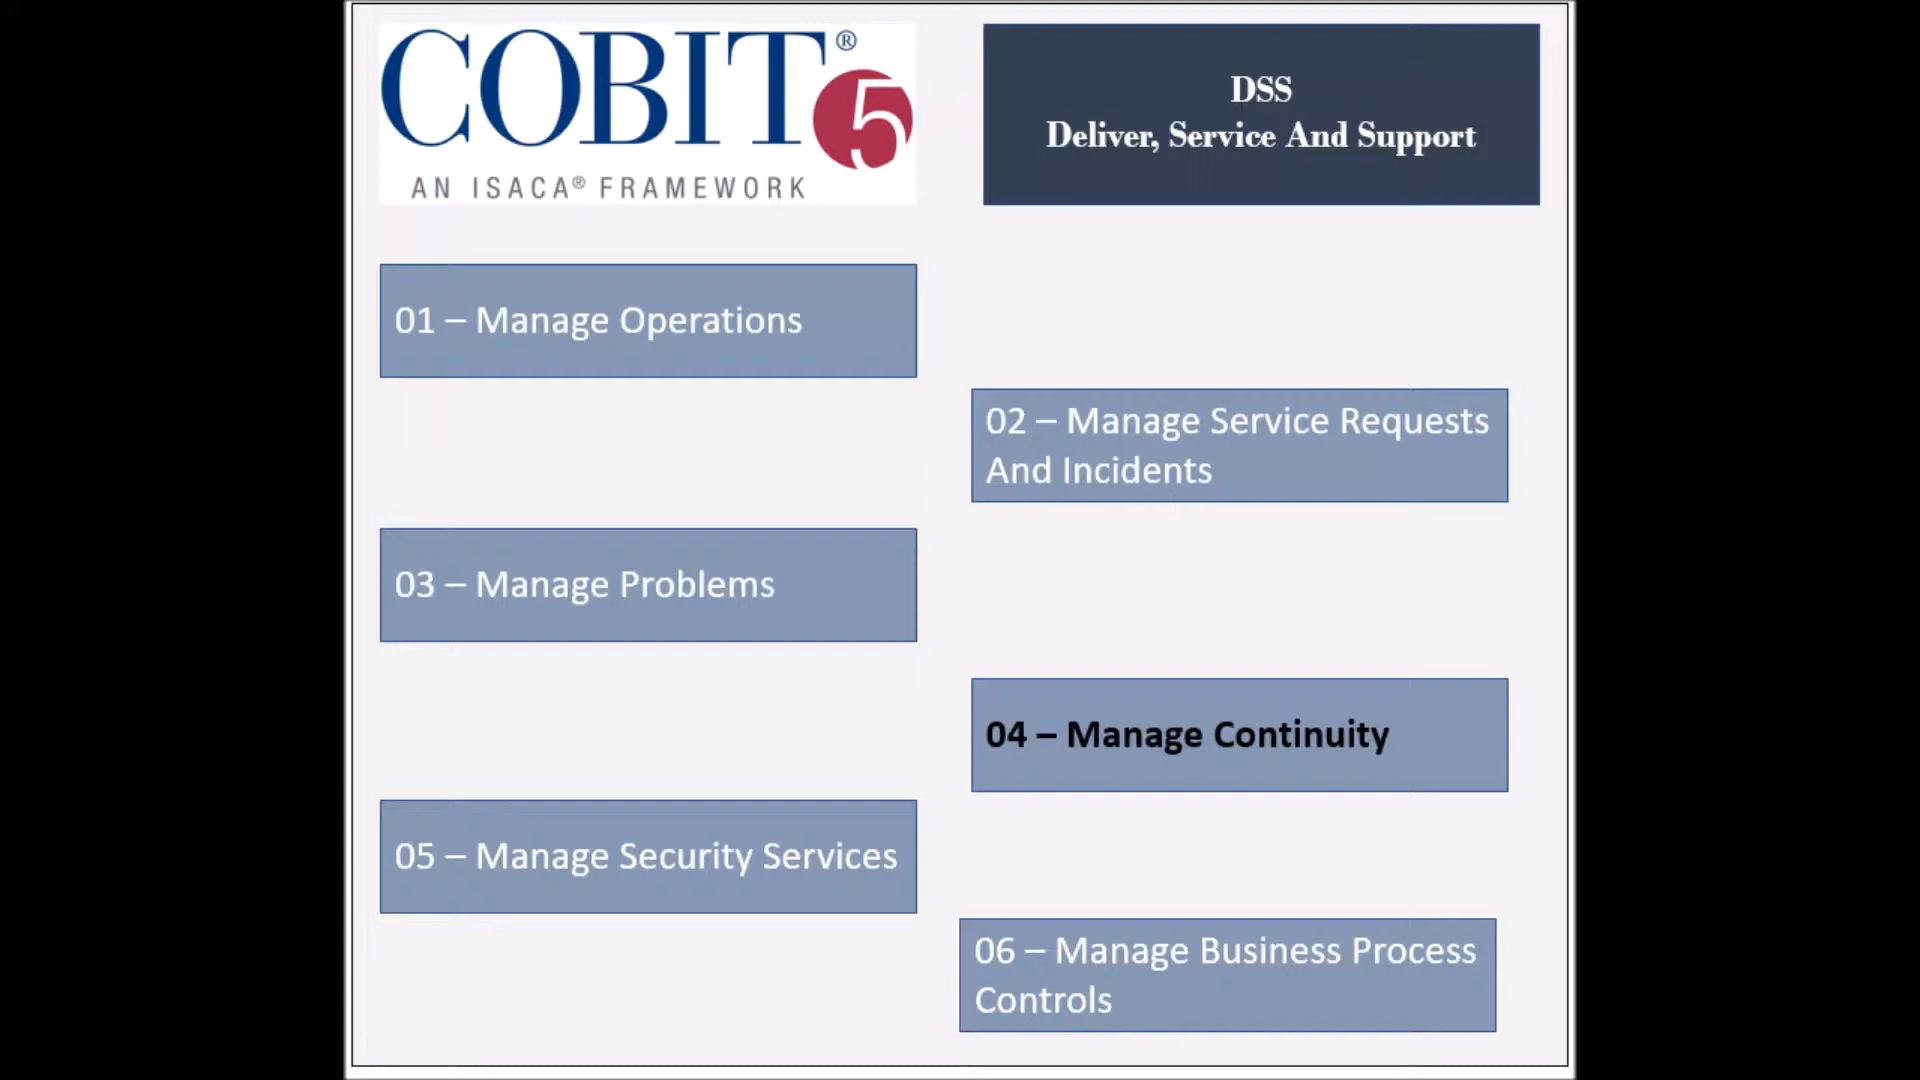 COBIT® 5
AN ISACA® FRAMEWORK
DSS
Deliver, Service And Support
01 – Manage Operations
02 – Manage Service Requests
And Incidents
03 – Manage Problems
04 – Manage Continuity
05 – Manage Security Services
06 – Manage Business Process
Controls